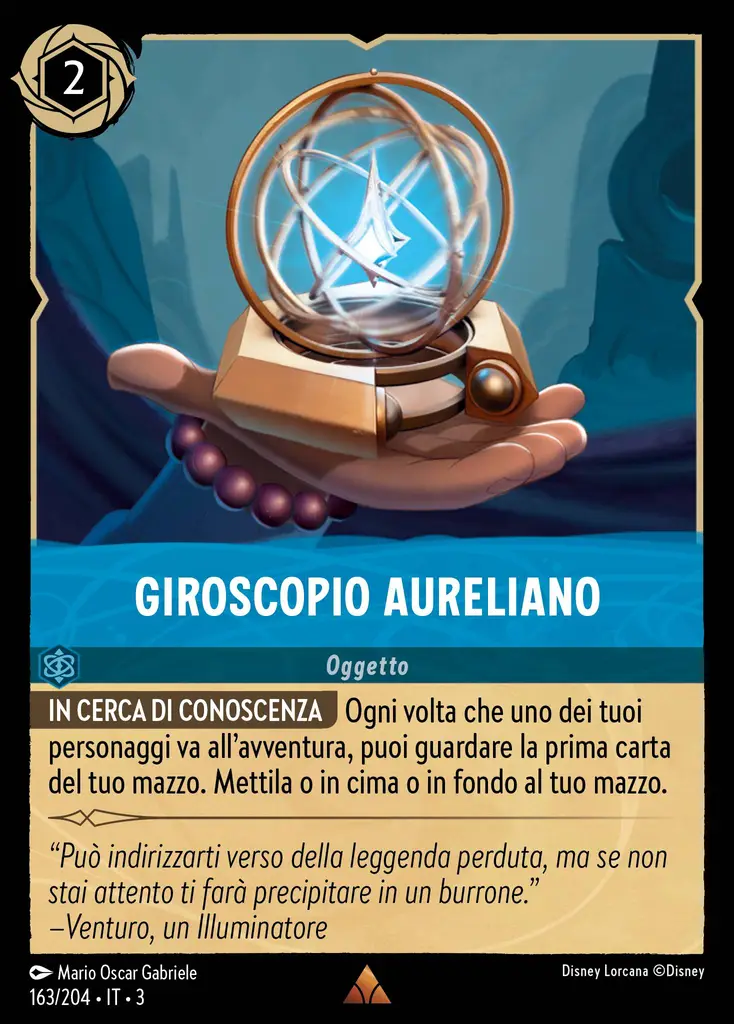 2
GIROSCOPIO AURELIANO
Oggetto
IN CERCA DI CONOSCENZA Ogni volta che uno dei tuoi
personaggi va all'avventura, puoi guardare la prima carta
del tuo mazzo. Mettila o in cima o in fondo al tuo mazzo.
“Può indirizzarti verso della leggenda perduta, ma se non
stai attento ti farà precipitare in un burrone.”
–Venturo, un Illuminatore
Mario Oscar Gabriele
Disney Lorcana ©Disney
163/204 • IT • 3